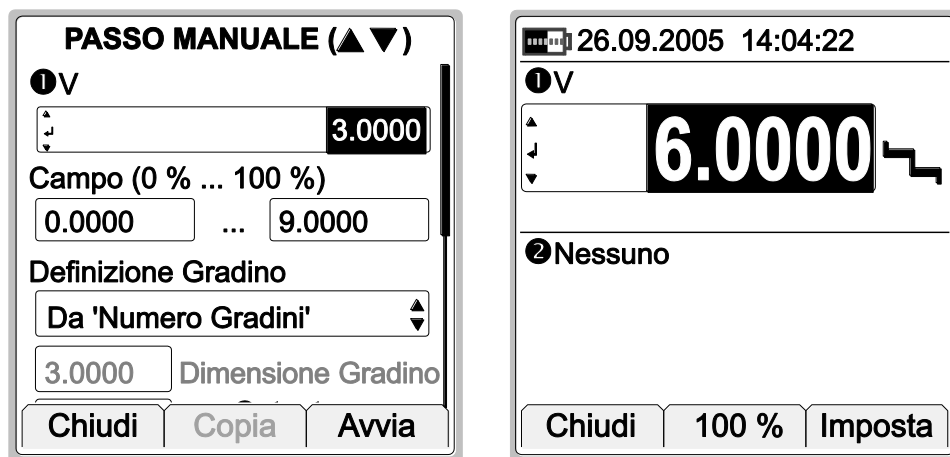 PASSO MANUALE (▲ ▼)
❶V
3.0000
Campo (0 % ... 100 %)
0.0000 ... 9.0000
Definizione Gradino
Da 'Numero Gradini'
3.0000 Dimensione Gradino
Chiudi Copia Avvia
26.09.2005 14:04:22
❶V
6.0000
❷Nessuno
Chiudi 100 % Imposta